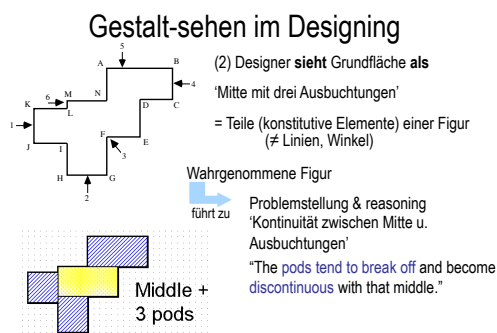 Gestalt-sehen im Designing
5
A
B
4
6
M
N
D
C
K
L
1
F
E
J
I
3
H
G
2
(2) Designer sieht Grundfläche als
‘Mitte mit drei Ausbuchtungen’
= Teile (konstitutive Elemente) einer Figur
(≠ Linien, Winkel)
Wahrgenommene Figur
führt zu
Problemstellung & reasoning
‘Kontinuität zwischen Mitte u.
Ausbuchtungen’
“The pods tend to break off and become
discontinuous with that middle.”
Middle +
3 pods